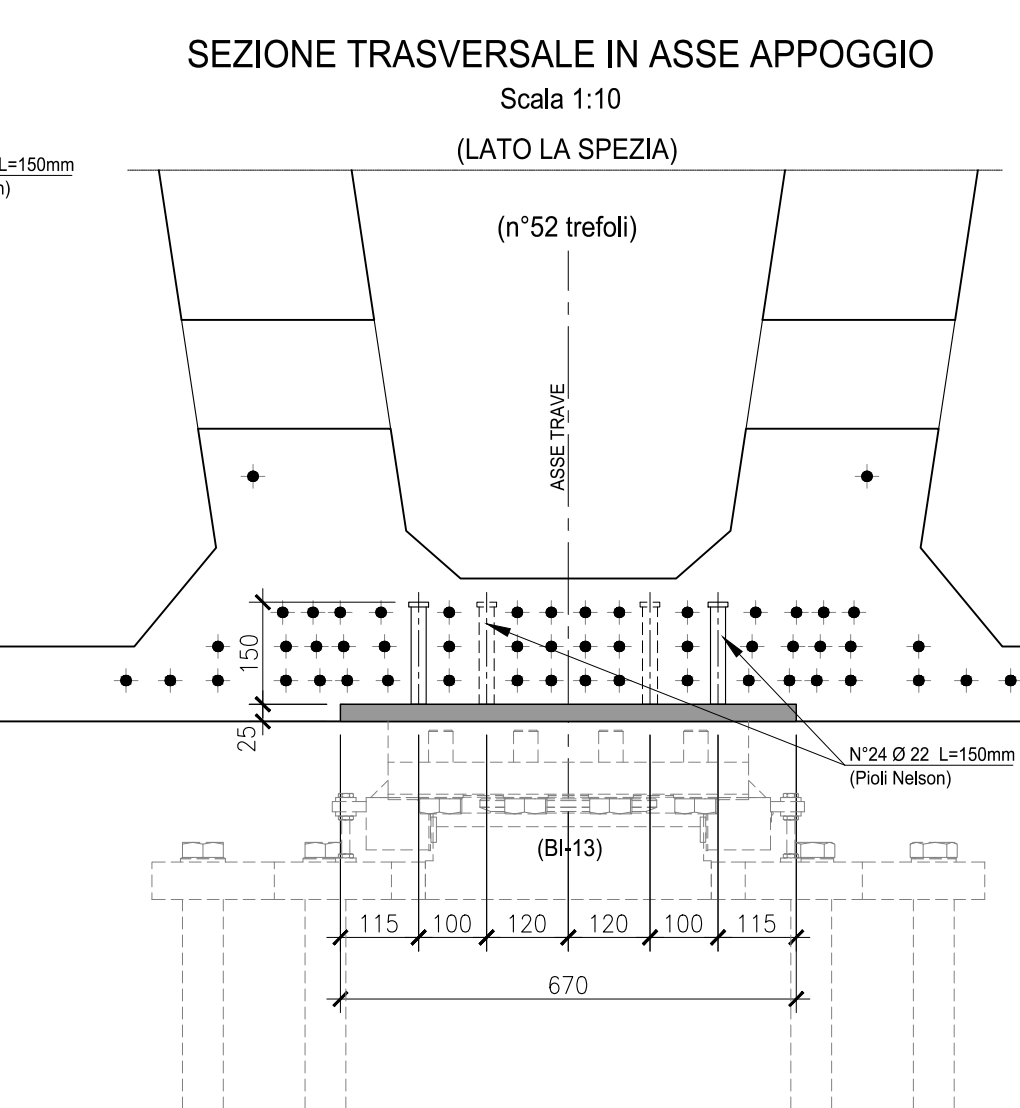 SEZIONE TRASVERSALE IN ASSE APPOGGIO
Scala 1:10
(LATO LA SPEZIA)
L=150mm
(n°52 trefoli)
ASSE TRAVE
150
25
N°24 Ø 22 L=150mm
(Pioli Nelson)
(BI-13)
115 100 120 120 100 115
670